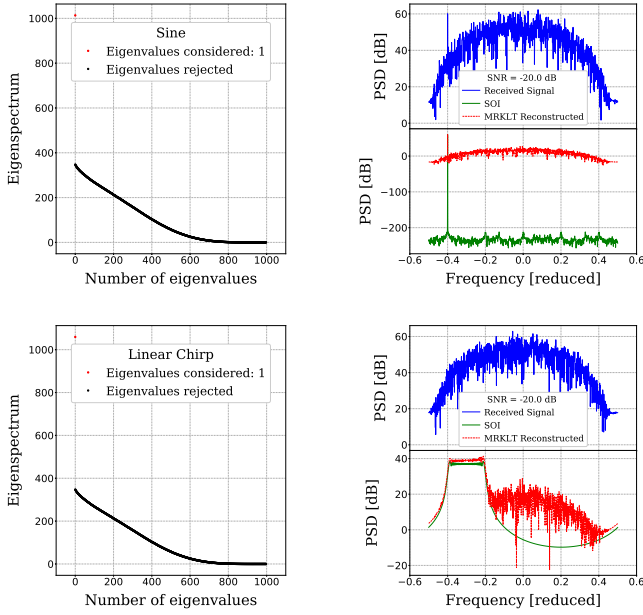 Sine
Eigenvalues considered: 1
Eigenvalues rejected
Eigenspectrum
1000
800
600
400
200
0
0 200 400 600 800 1000
Number of eigenvalues
PSD [dB]
60
40
20
SNR = -20.0 dB
Received Signal
SOI
MRKLT Reconstructed
PSD [dB]
0
−100
−200
−0.6 −0.4 −0.2 0.0 0.2 0.4 0.6
Frequency [reduced]
Linear Chirp
Eigenvalues considered: 1
Eigenvalues rejected
Eigenspectrum
1000
800
600
400
200
0
0 200 400 600 800 1000
Number of eigenvalues
PSD [dB]
60
40
20
0
SNR = -20.0 dB
Received Signal
SOI
MRKLT Reconstructed
PSD [dB]
40
20
0
−20
−0.6 −0.4 −0.2 0.0 0.2 0.4 0.6
Frequency [reduced]